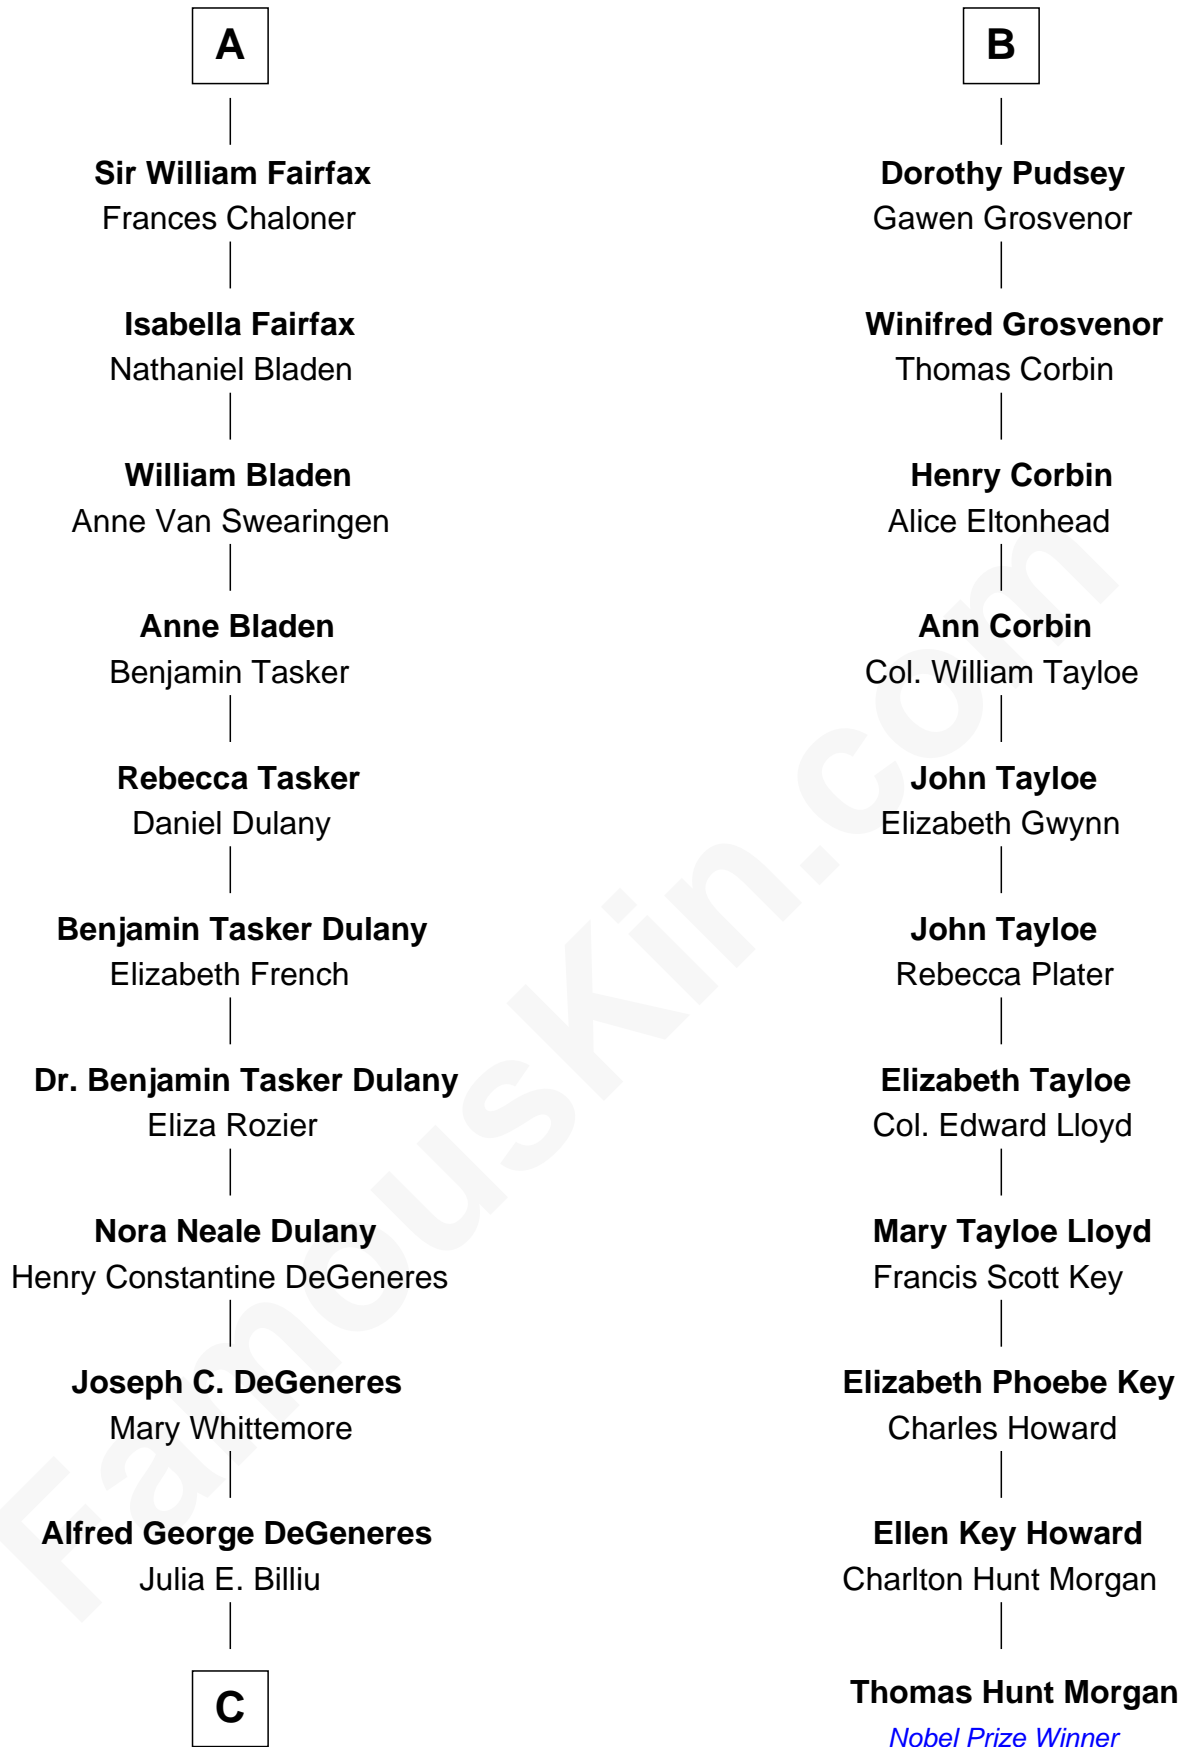 A
Sir William Fairfax
Frances Chaloner
Isabella Fairfax
Nathaniel Bladen
William Bladen
Anne Van Swearingen
Anne Bladen
Benjamin Tasker
Rebecca Tasker
Daniel Dulany
Benjamin Tasker Dulany
Elizabeth French
Dr. Benjamin Tasker Dulany
Eliza Rozier
Nora Neale Dulany
Henry Constantine DeGeneres
Joseph C. DeGeneres
Mary Whittemore
Alfred George DeGeneres
Julia E. Billiu
C
B
Dorothy Pudsey
Gawen Grosvenor
Winifred Grosvenor
Thomas Corbin
Henry Corbin
Alice Eltonhead
Ann Corbin
Col. William Tayloe
John Tayloe
Elizabeth Gwynn
John Tayloe
Rebecca Plater
Elizabeth Tayloe
Col. Edward Lloyd
Mary Tayloe Lloyd
Francis Scott Key
Elizabeth Phoebe Key
Charles Howard
Ellen Key Howard
Charlton Hunt Morgan
Thomas Hunt Morgan
Nobel Prize Winner
FamousKin.com